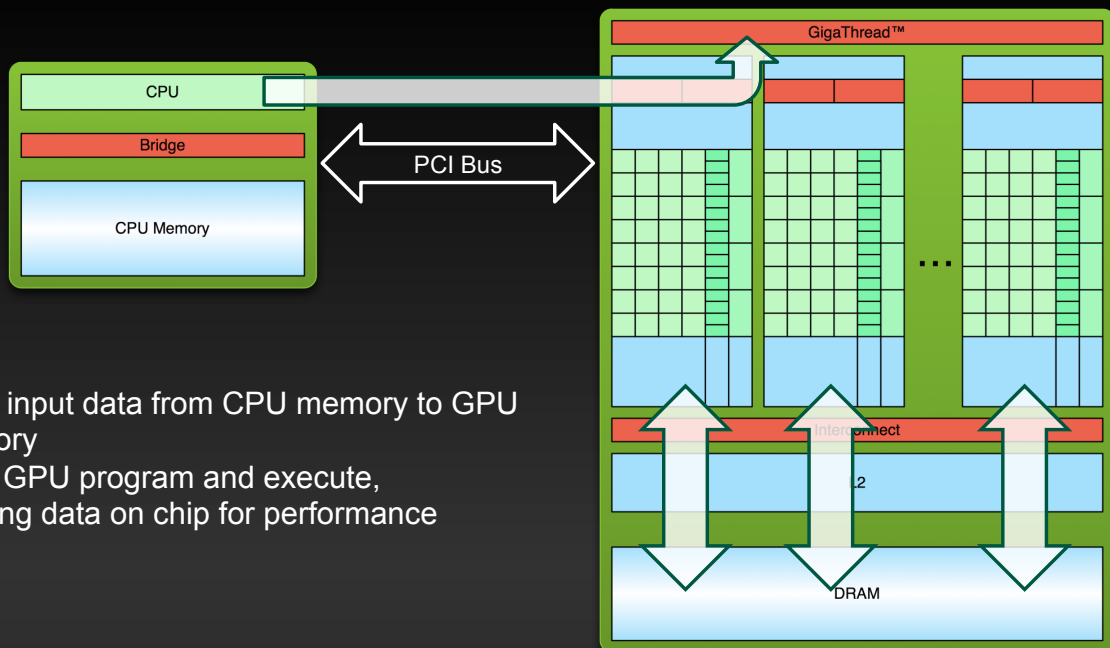 GigaThread™
CPU
Bridge
PCI Bus
CPU Memory
...
input data from CPU memory to GPU
ory
GPU program and execute,
ng data on chip for performance
Interconnect
L2
DRAM